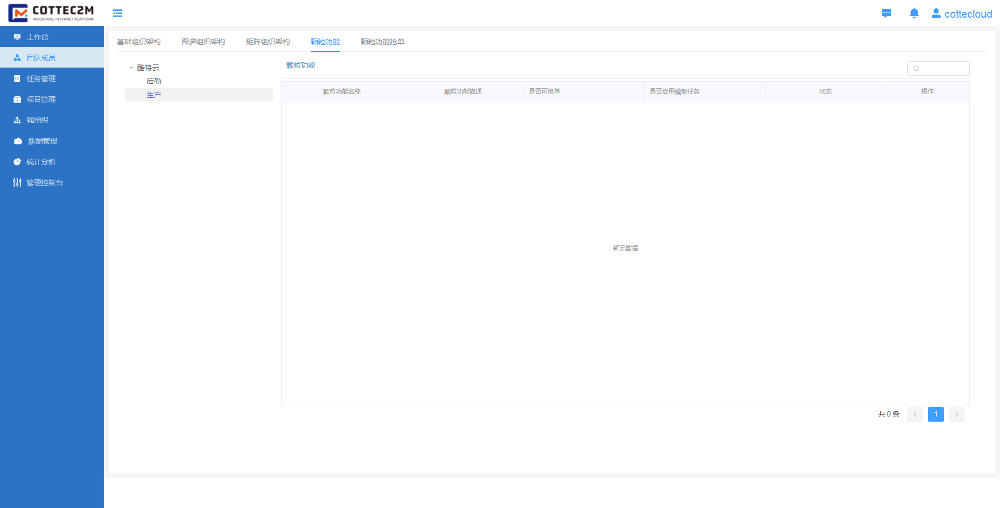 COTTEC2M
INDUSTRIAL INTERNET PLATFORM
cottecloud
工作台
团队成员
任务管理
项目管理
强组织
薪酬管理
统计分析
管理控制台
基础组织架构 图谱组织架构 矩阵组织架构 颗粒功能 颗粒功能抢单
酷特云
后勤
生产
颗粒功能
颗粒功能名称 颗粒功能描述 是否可抢单 是否启用模板任务 状态 操作
暂无数据
共 0 条 1